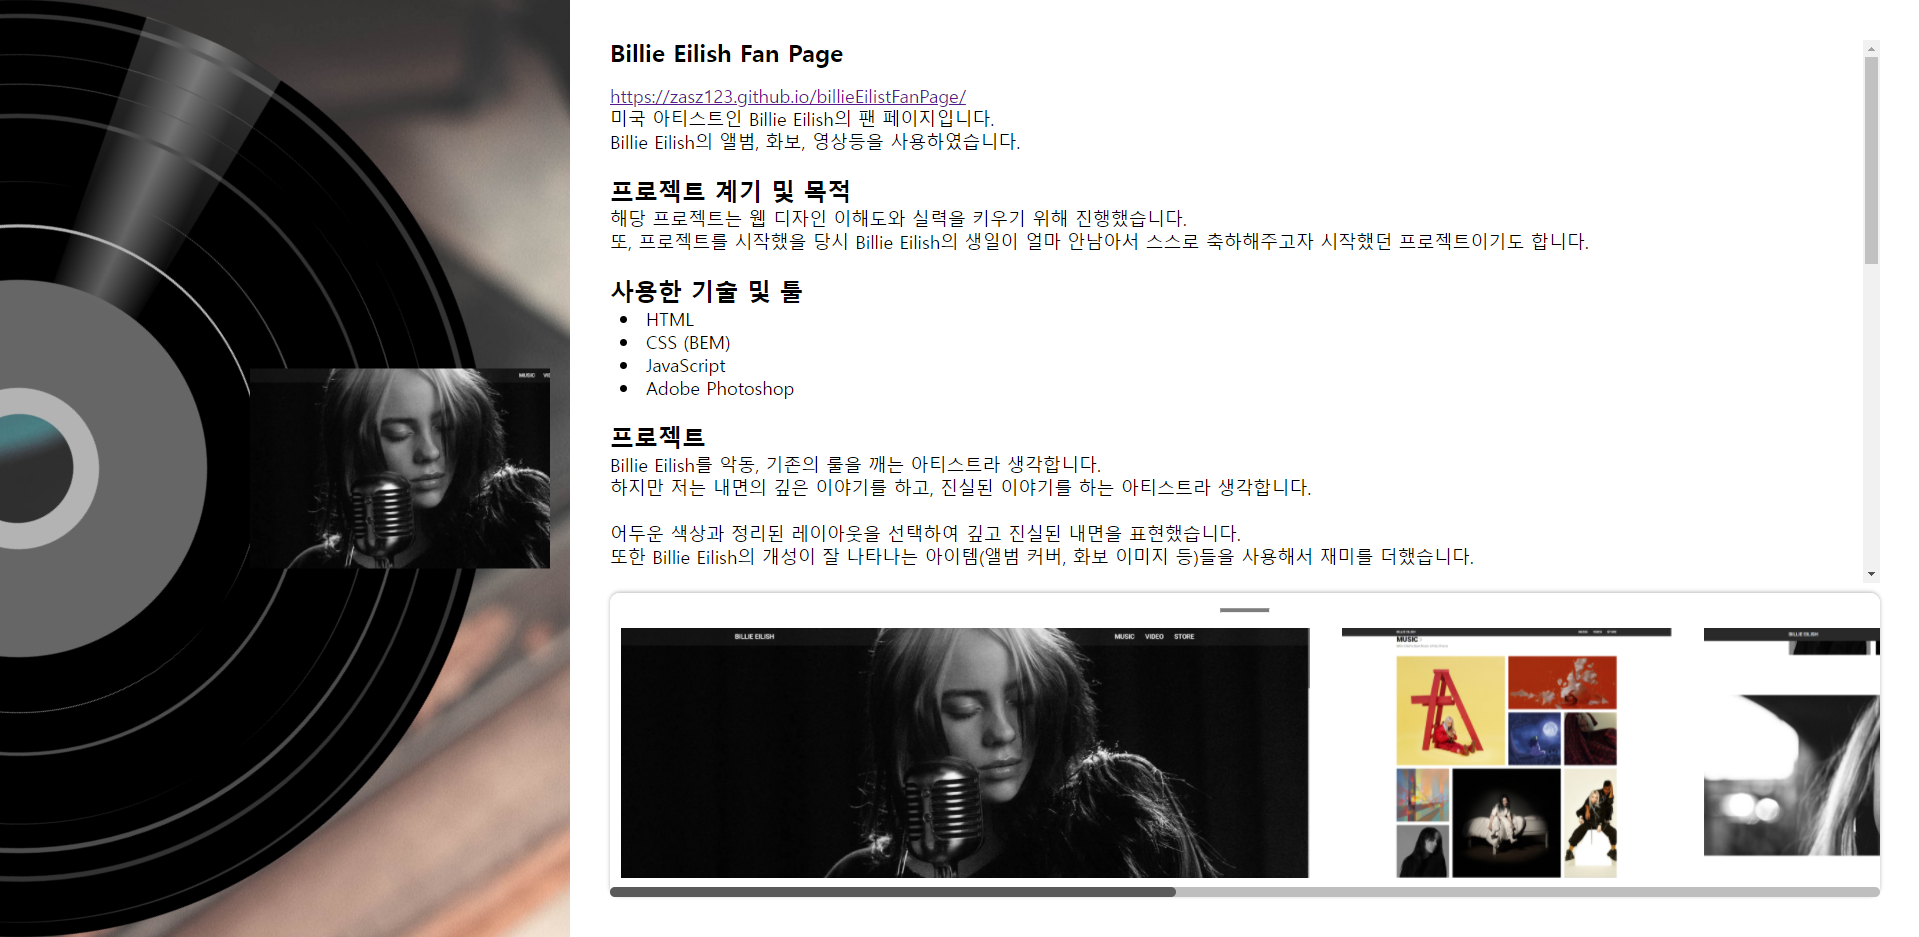 Billie Eilish Fan Page
https://zasz123.github.io/billieEilistFanPage/
미국 아티스트인 Billie Eilish의 팬 페이지입니다.
Billie Eilish의 앨범, 화보, 영상등을 사용하였습니다.
프로젝트 계기 및 목적
해당 프로젝트는 웹 디자인 이해도와 실력을 키우기 위해 진행했습니다.
또, 프로젝트를 시작했을 당시 Billie Eilish의 생일이 얼마 안남아서 스스로 축하해주고자 시작했던 프로젝트이기도 합니다.
사용한 기술 및 툴
HTML
CSS (BEM)
JavaScript
Adobe Photoshop
프로젝트
Billie Eilish를 악동, 기존의 룰을 깨는 아티스트라 생각합니다.
하지만 저는 내면의 깊은 이야기를 하고, 진실된 이야기를 하는 아티스트라 생각합니다.
어두운 색상과 정리된 레이아웃을 선택하여 깊고 진실된 내면을 표현했습니다.
또한 Billie Eilish의 개성이 잘 나타나는 아이템(앨범 커버, 화보 이미지 등)들을 사용해서 재미를 더했습니다.
MUSIC VI
BILLIE EILISH MUSIC VIDEO STORE
BILLIE EILISH MUSIC VIDEO STORE
MUSIC
BILLIE EILISH